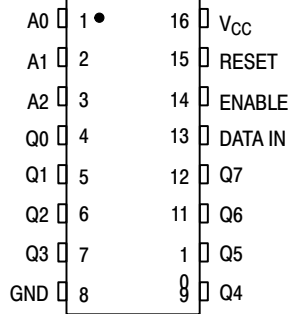 A0 1 16 VCC
A1 2 15 RESET
A2 3 14 ENABLE
Q0 4 13 DATA IN
Q1 5 12 Q7
Q2 6 11 Q6
Q3 7 1 Q5
0
GND 8 9 Q4